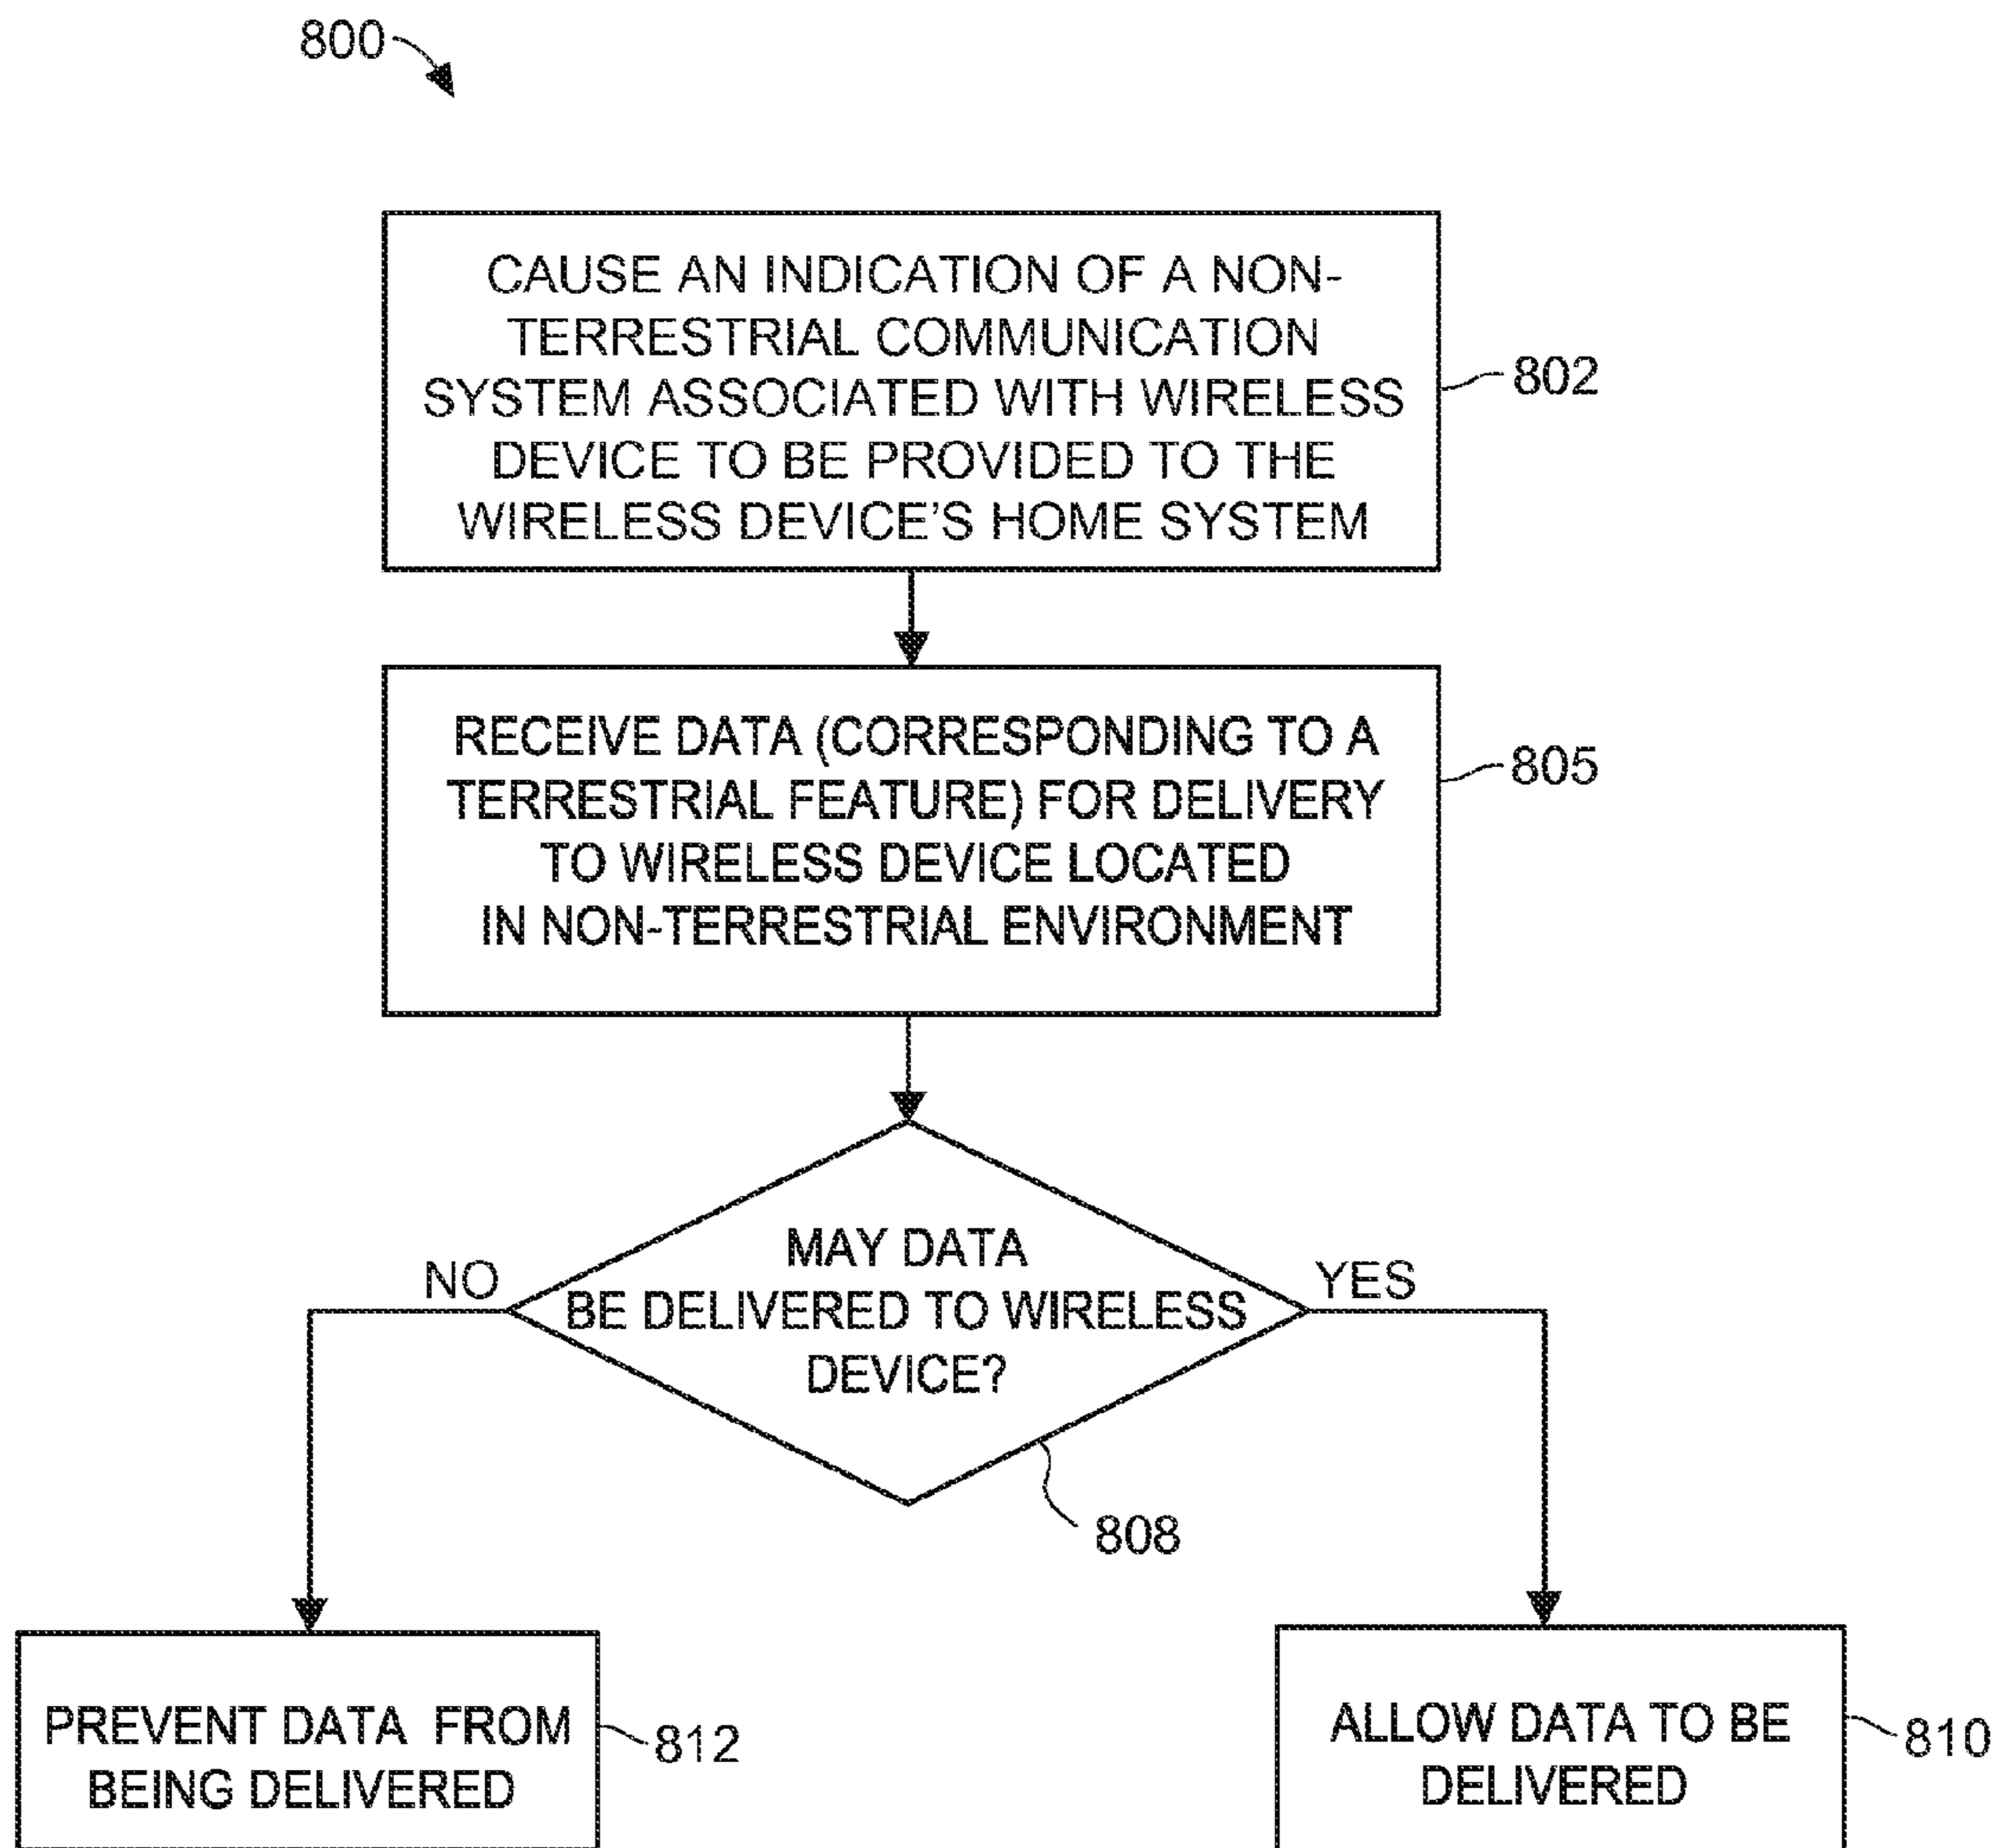 800
CAUSE AN INDICATION OF A NON-
TERRESTRIAL COMMUNICATION
SYSTEM ASSOCIATED WITH WIRELESS
DEVICE TO BE PROVIDED TO THE
WIRELESS DEVICE’S HOME SYSTEM
802
RECEIVE DATA (CORRESPONDING TO A
TERRESTRIAL FEATURE) FOR DELIVERY
TO WIRELESS DEVICE LOCATED
IN NON-TERRESTRIAL ENVIRONMENT
805
MAY DATA
BE DELIVERED TO WIRELESS
DEVICE?
NO
YES
808
PREVENT DATA FROM
BEING DELIVERED
812
ALLOW DATA TO BE
DELIVERED
810